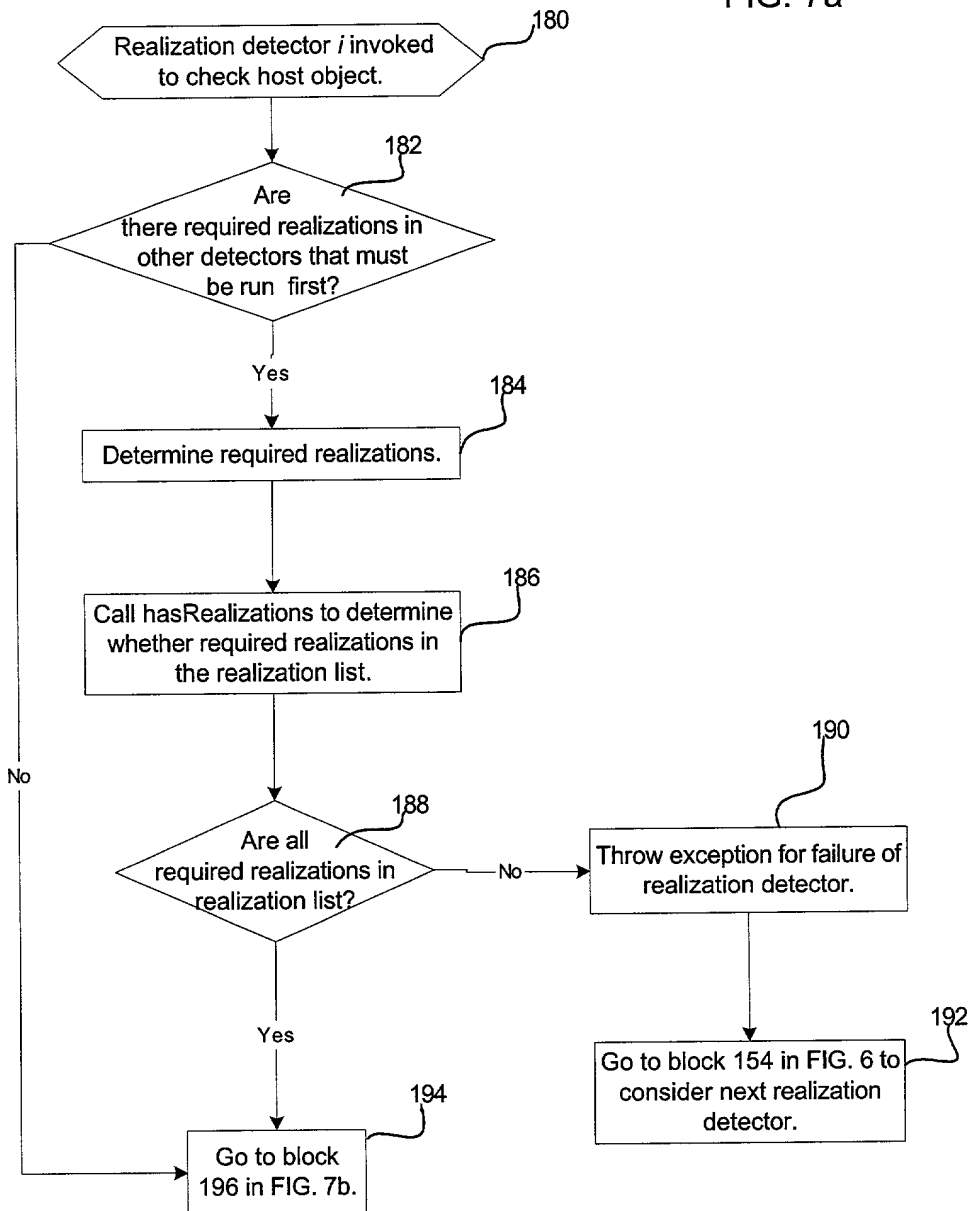 FIG. 7a
180
Realization detector i invoked
to check host object.
182
Are
there required realizations in
other detectors that must
be run first?
Yes
184
Determine required realizations.
186
Call hasRealizations to determine
whether required realizations in
the realization list.
No
188
Are all
required realizations in
realization list?
No
190
Throw exception for failure of
realization detector.
Yes
192
Go to block 154 in FIG. 6 to
consider next realization
detector.
194
Go to block
196 in FIG. 7b.